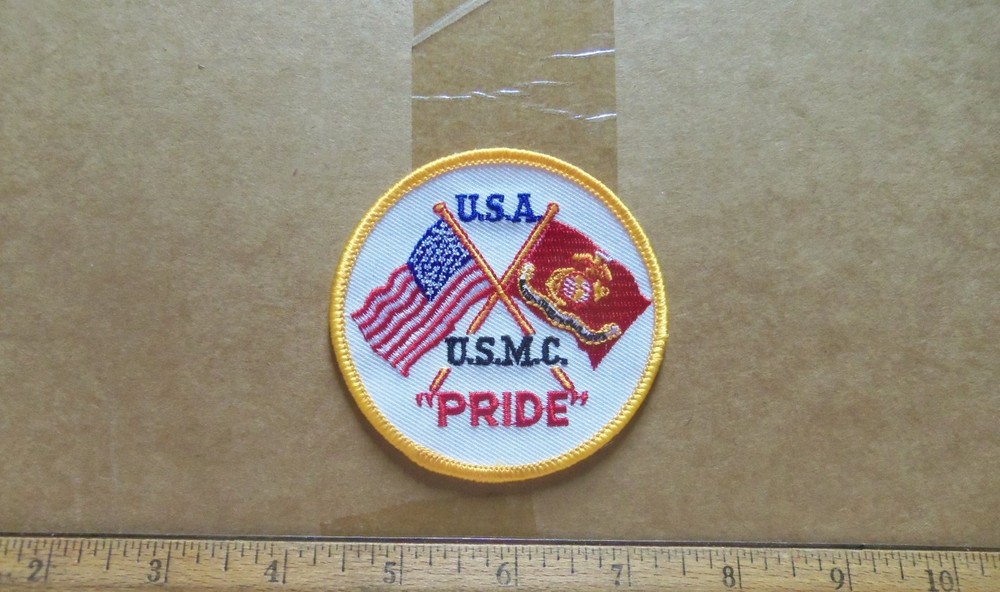 U.S.A.
U.S.M.C.
"PRIDE"
2 3 4 5 6 7 8 9 10